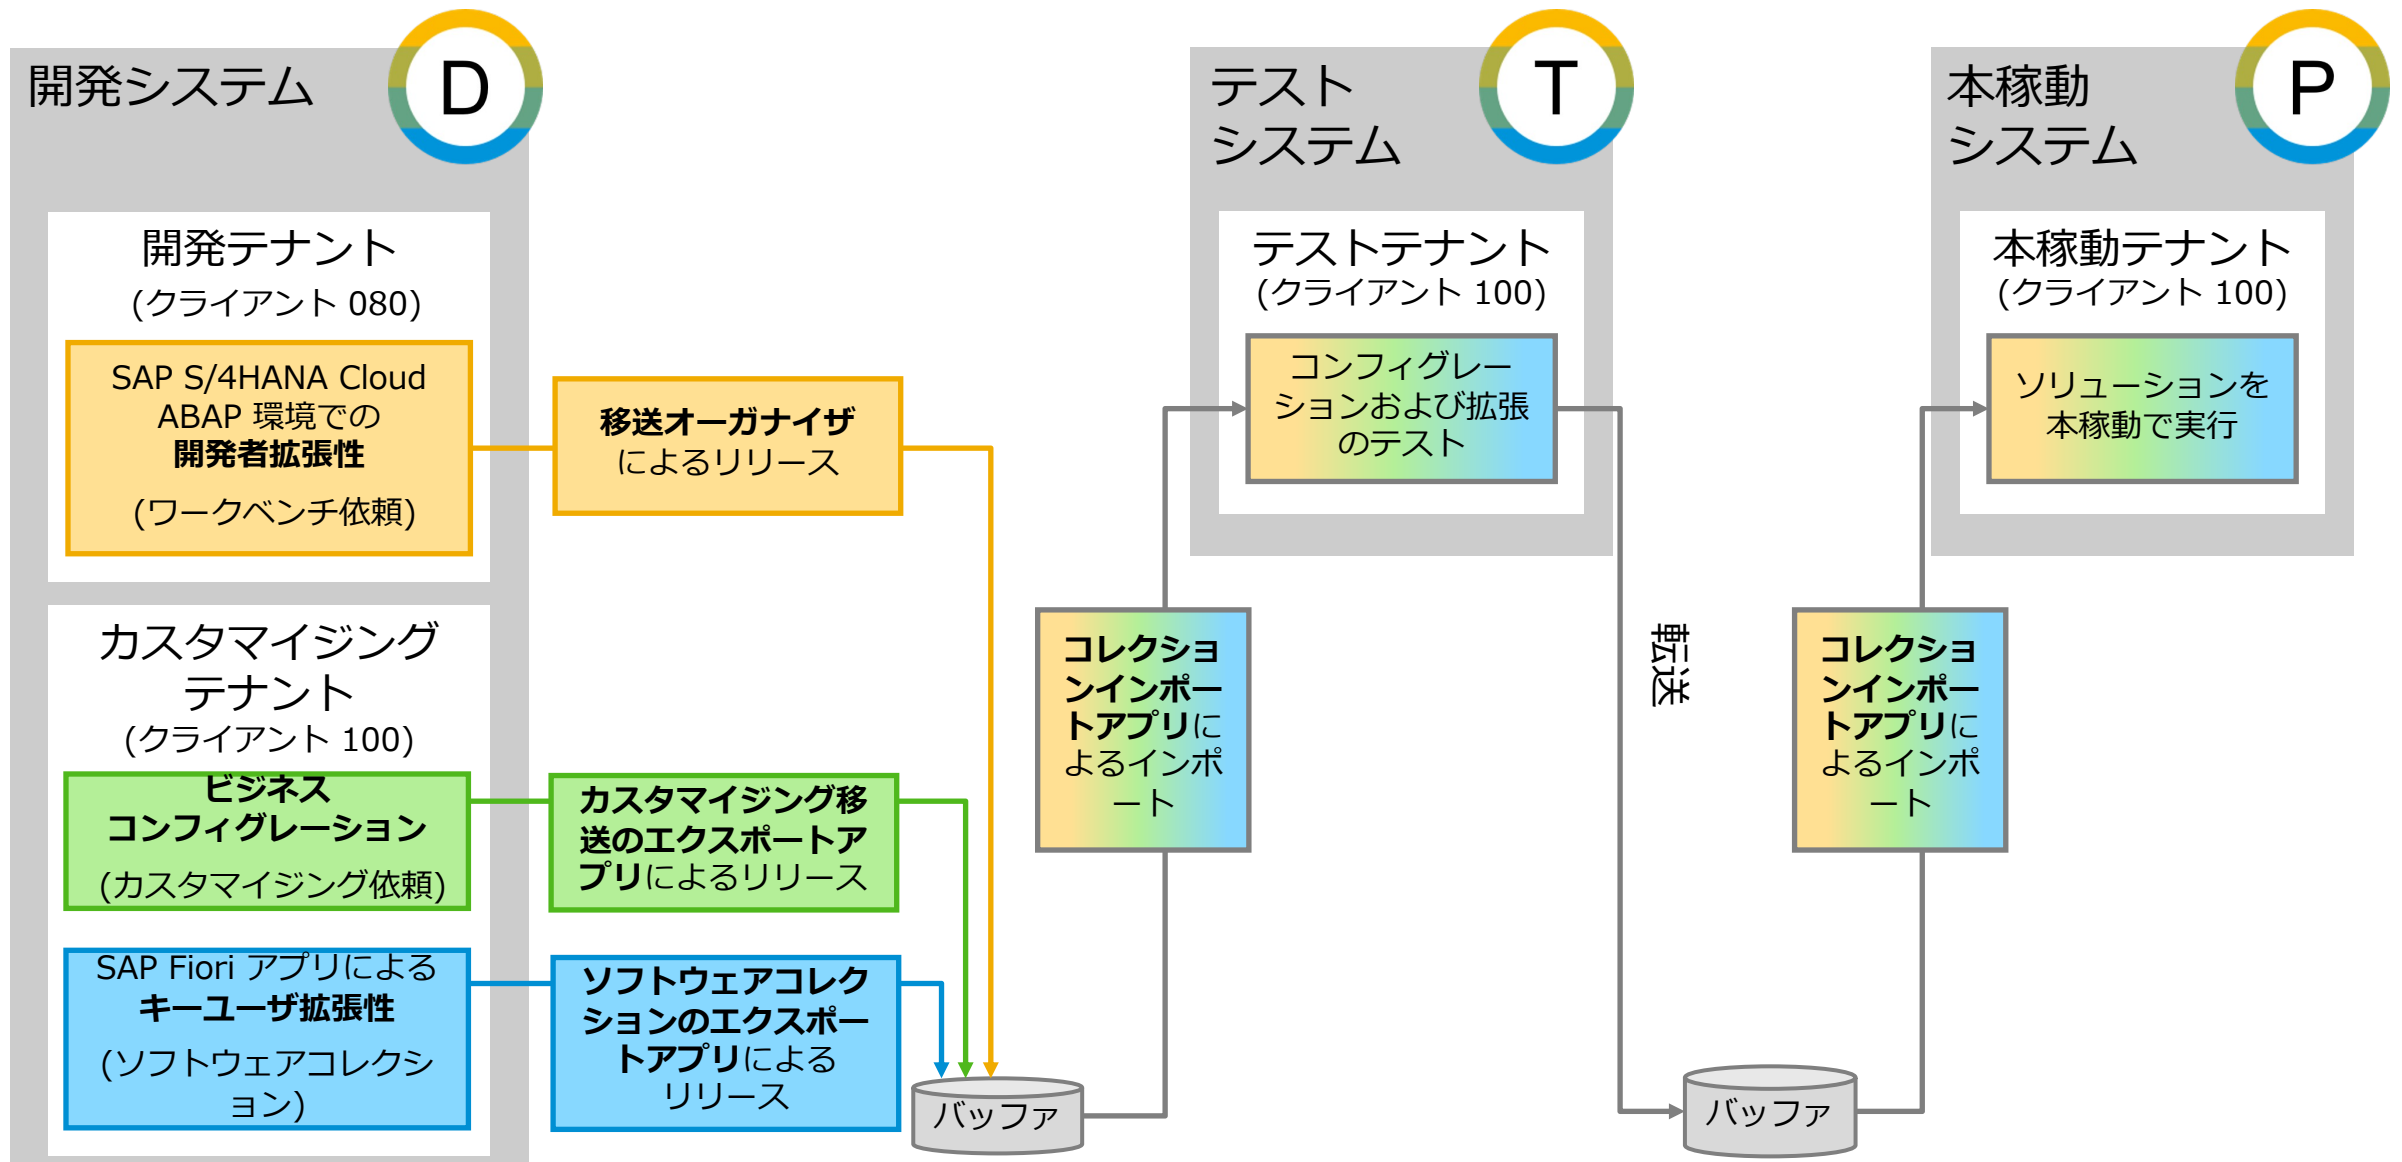 開発システム
D
開発テナント
(クライアント 080)
SAP S/4HANA Cloud
ABAP 環境での
開発者拡張性
(ワークベンチ依頼)
移送オーガナイザ
によるリリース
カスタマイジング
テナント
(クライアント 100)
ビジネス
コンフィグレーション
(カスタマイジング依頼)
カスタマイジング移
送のエクスポートア
プリによるリリース
SAP Fiori アプリによる
キーユーザ拡張性
(ソフトウェアコレクシ
ョン)
ソフトウェアコレク
ションのエクスポー
トアプリによる
リリース
バッファ
コレクショ
ンインポー
トアプリに
よるインポ
ート
テスト
システム
T
テストテナント
(クライアント 100)
コンフィグレー
ションおよび拡張
のテスト
転送
バッファ
コレクショ
ンインポー
トアプリに
よるインポ
ート
本稼動
システム
P
本稼動テナント
(クライアント 100)
ソリューションを
本稼動で実行